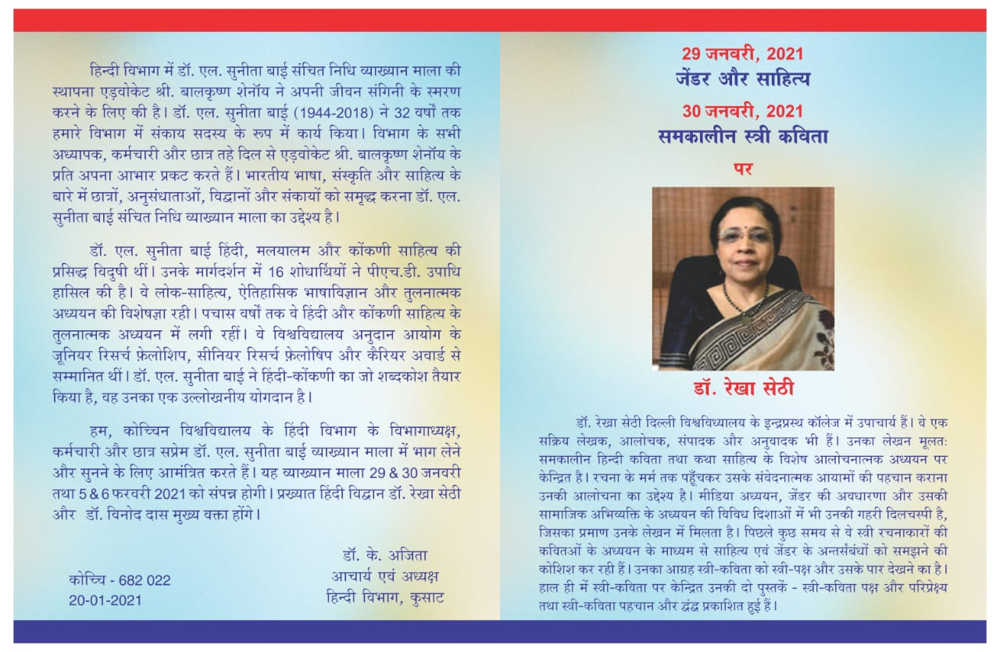 हिन्दी विभाग में डॉ. एल. सुनीता बाई संचित निधि व्याख्यान माला की
स्थापना एड़वोकेट श्री. बालकृष्ण शेनॉय ने अपनी जीवन संगिनी के स्मरण
करने के लिए की है। डॉ. एल. सुनीता बाई (1944-2018) ने 32 वर्षों तक
हमारे विभाग में संकाय सदस्य के रूप में कार्य किया। विभाग के सभी
अध्यापक, कर्मचारी और छात्र तहे दिल से एड़वोकेट श्री. बालकृष्ण शेनॉय के
प्रति अपना आभार प्रकट करते हैं। भारतीय भाषा, संस्कृति और साहित्य के
बारे में छात्रों, अनुसंधाताओं, विद्वानों और संकायों को समृद्ध करना डॉ. एल.
सुनीता बाई संचित निधि व्याख्यान माला का उद्देश्य है।
डॉ. एल. सुनीता बाई हिंदी, मलयालम और कोंकणी साहित्य की
प्रसिद्ध विदुषी थीं। उनके मार्गदर्शन में 16 शोधार्थियों ने पीएच.डी. उपाधि
हासिल की है। वे लोक-साहित्य, ऐतिहासिक भाषाविज्ञान और तुलनात्मक
अध्ययन की विशेषज्ञा रही। पचास वर्षों तक वे हिंदी और कोंकणी साहित्य के
तुलनात्मक अध्ययन में लगी रहीं। वे विश्वविद्यालय अनुदान आयोग के
जूनियर रिसर्च फ़ेलोशिप, सीनियर रिसर्च फ़ेलोषिप और कैरियर अवार्ड से
सम्मानित थीं। डॉ. एल. सुनीता बाई ने हिंदी-कोंकणी का जो शब्दकोश तैयार
किया है, वह उनका एक उल्लोखनीय योगदान है।
हम, कोच्चिन विश्वविद्यालय के हिंदी विभाग के विभागाध्यक्ष,
कर्मचारी और छात्र सप्रेम डॉ. एल. सुनीता बाई व्याख्यान माला में भाग लेने
और सुनने के लिए आमंत्रित करते हैं। यह व्याख्यान माला 29 & 30 जनवरी
तथा 5 & 6 फरवरी 2021 को संपन्न होगी। प्रख्यात हिंदी विद्वान डॉ. रेखा सेठी
और डॉ. विनोद दास मुख्य वक्ता होंगे।
डॉ. के. अजिता
आचार्य एवं अध्यक्ष
हिन्दी विभाग, कुसाट
कोच्चि - 682 022
20-01-2021
29 जनवरी, 2021
जेंडर और साहित्य
30 जनवरी, 2021
समकालीन स्त्री कविता
पर
डॉ. रेखा सेठी
डॉ. रेखा सेठी दिल्ली विश्वविध्यालय के इन्द्रप्रस्थ कॉलेज में उपाचार्य हैं। वे एक
सक्रिय लेखक, आलोचक, संपादक और अनुवादक भी हैं। उनका लेखन मूलतः
समकालीन हिन्दी कविता तथा कथा साहित्य के विशेष आलोचनात्मक अध्ययन पर
केन्द्रित है। रचना के मर्म तक पहूँचकर उसके संवेदनात्मक आयामों की पहचान कराना
उनकी आलोचना का उद्देश्य है। मीडिया अध्ययन, जेंडर की अवधारणा और उसकी
सामाजिक अभिव्यक्ति के अध्ययन की विविध दिशाओं में भी उनकी गहरी दिलचस्पी है,
जिसका प्रमाण उनके लेखन में मिलता है। पिछले कुछ समय से वे स्त्री रचनाकारों की
कवितओं के अध्ययन के माध्यम से साहित्य एवं जेंडर के अन्तर्संबंधों को समझने की
कोशिश कर रही हैं। उनका आग्रह स्त्री-कविता को स्त्री-पक्ष और उसके पार देखने का है।
हाल ही में स्त्री-कविता पर केन्द्रित उनकी दो पुस्तकें - स्त्री-कविता पक्ष और परिप्रेक्ष्य
तथा स्त्री-कविता पहचान और द्वंद्व प्रकाशित हुई हैं।